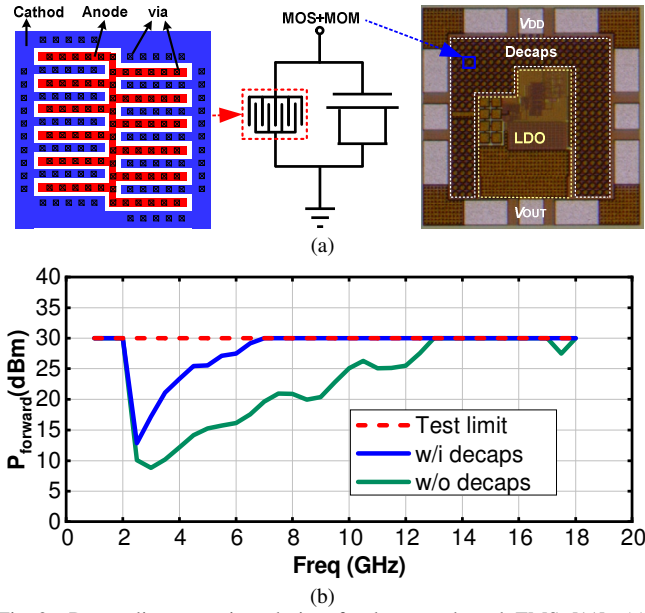 Cathod Anode via
MOS+MOM
VDD
Decaps
LDO
VOUT
(a)
40
35
30
25
20
15
10
5
0
Pforward(dBm)
Test limit
w/i decaps
w/o decaps
0 2 4 6 8 10 12 14 16 18 20
Freq (GHz)
(b)